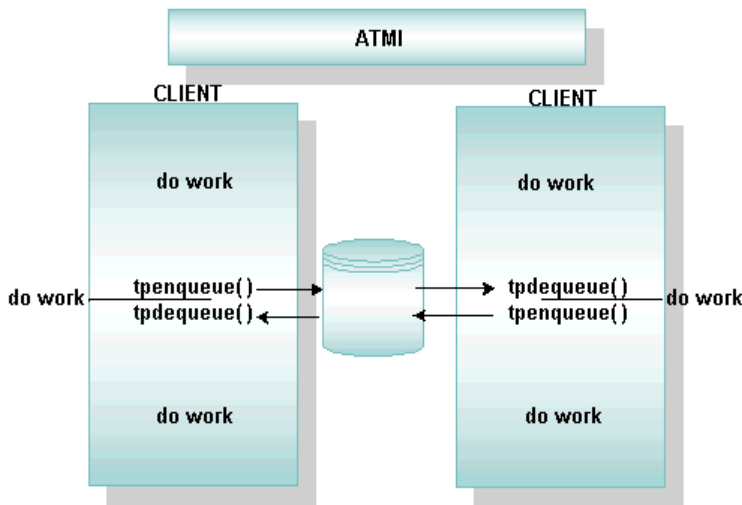 ATMI
CLIENT
CLIENT
do work
do work
tpenqueue()
tpdequeue()
do work
do work
tpdequeue()
tpenqueue()
do work
do work